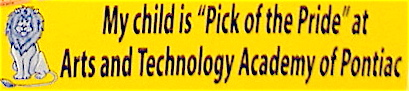 My child is "Pick of the Pride" at
Arts and Technology Academy of Pontiac